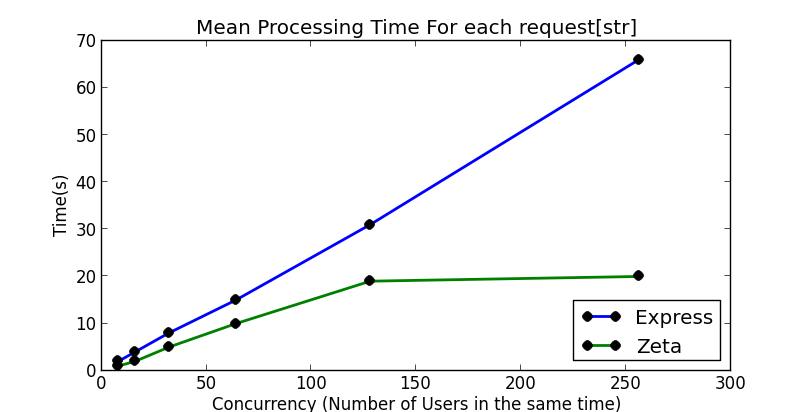 Mean Processing Time For each request[str]
70
60
50
40
30
20
10
0
Time(s)
0 50 100 150 200 250 300
Concurrency (Number of Users in the same time)
Express
Zeta